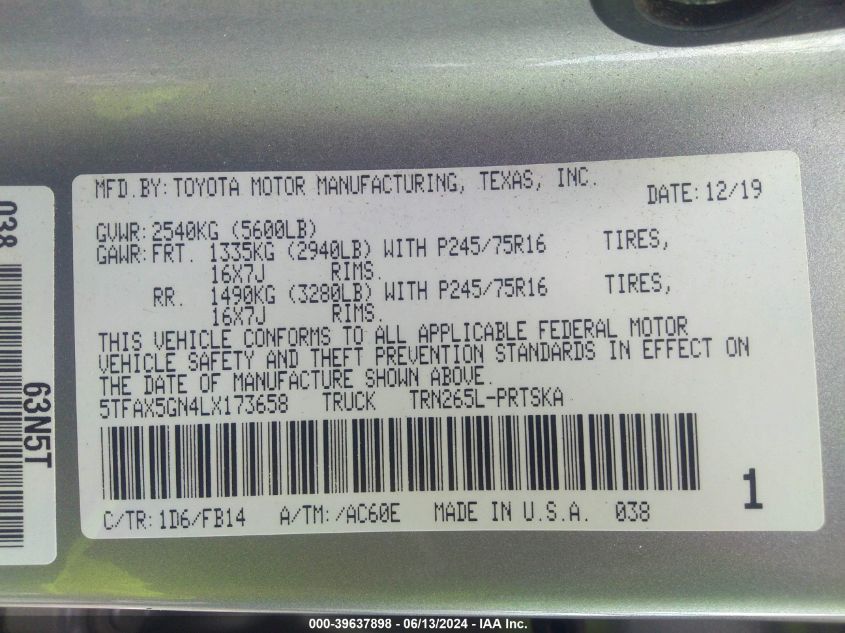 MFD.BY: TOYOTA MOTOR MANUFACTURING, TEXAS, INC.
DATE: 12/19
GVWR: 2540KG (5600LB)
GAWR: FRT. 1335KG (2940LB) WITH P245/75R16 TIRES,
16X7J RIMS.
RR. 1490KG (3280LB) WITH P245/75R16 TIRES,
16X7J RIMS.
THIS VEHICLE CONFORMS TO ALL APPLICABLE FEDERAL MOTOR
VEHICLE SAFETY AND THEFT PREVENTION STANDARDS IN EFFECT ON
THE DATE OF MANUFACTURE SHOWN ABOVE.
5TFAX5GN4LX173658 TRUCK TRN265L-PRTSKA
1
C/TR: 1D6/FB14 A/TM: /AC60E MADE IN U.S.A. 038
038
63N5T
000-39637898 - 06/13/2024 - IAA Inc.